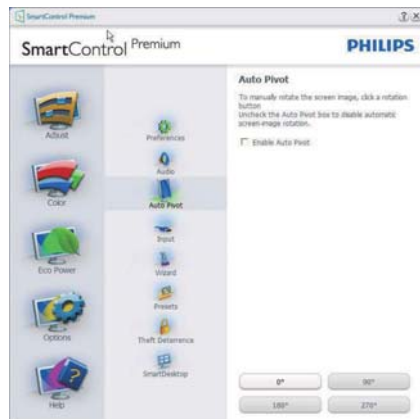 SmartControl Premium
SmartControl Premium
PHILIPS
Adjust
Color
Eco Power
Options
Help
Preferences
Audio
Auto Pivot
Input
Wizard
Presets
Theft Deterrence
SmartDesktop
Auto Pivot
To manually rotate the screen image, click a rotation
button
Uncheck the Auto Pivot box to disable automatic
screen-image rotation.
Enable Auto Pivot
0°
90°
180°
270°